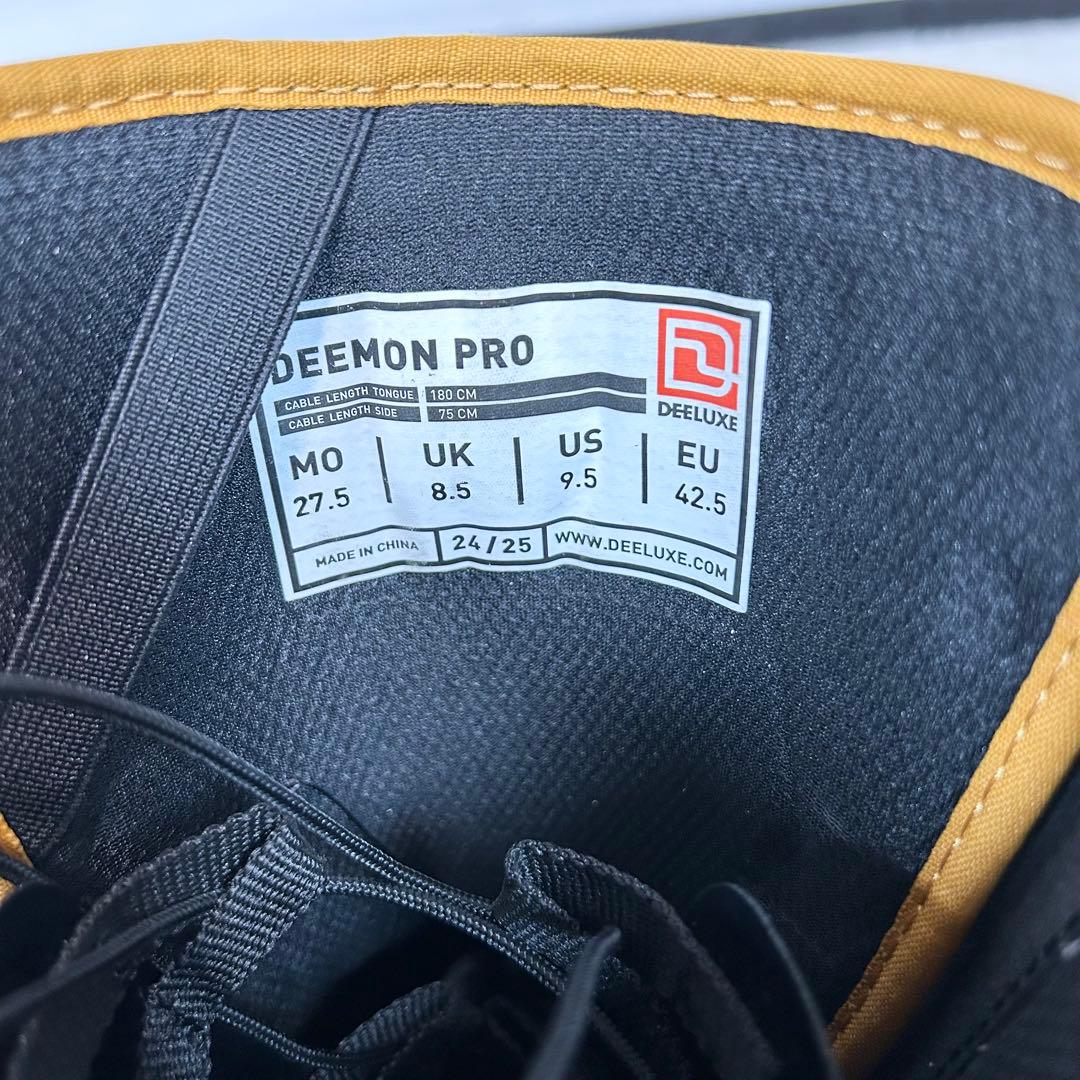 DEEMON PRO
DEELUXE
CABLE LENGTH TONGUE 180 CM
CABLE LENGTH SIDE 75 CM
MO UK US EU
27.5 8.5 9.5 42.5
MADE IN CHINA 24/25 WWW.DEELUXE.COM